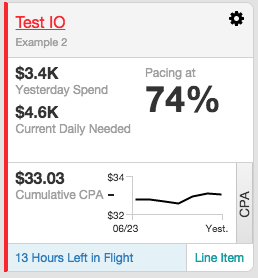 Test IO
Example 2
$3.4K
Yesterday Spend
Pacing at
74%
$4.6K
Current Daily Needed
$33.03
Cumulative CPA
$34
$32
06/23 Yest.
CPA
13 Hours Left in Flight
Line Item